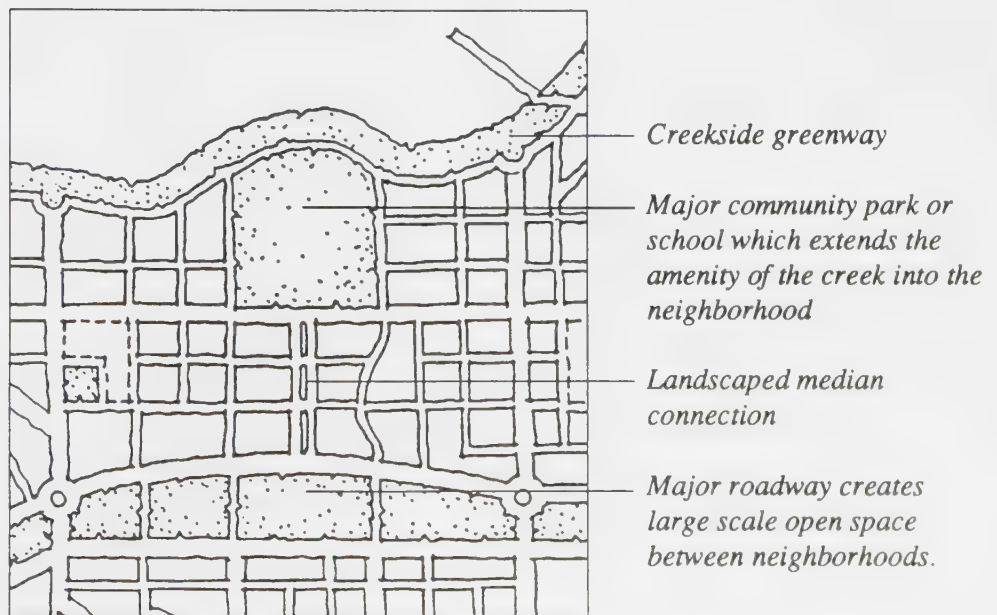 Creekside greenway
Major community park or
school which extends the
amenity of the creek into the
neighborhood
Landscaped median
connection
Major roadway creates
large scale open space
between neighborhoods.